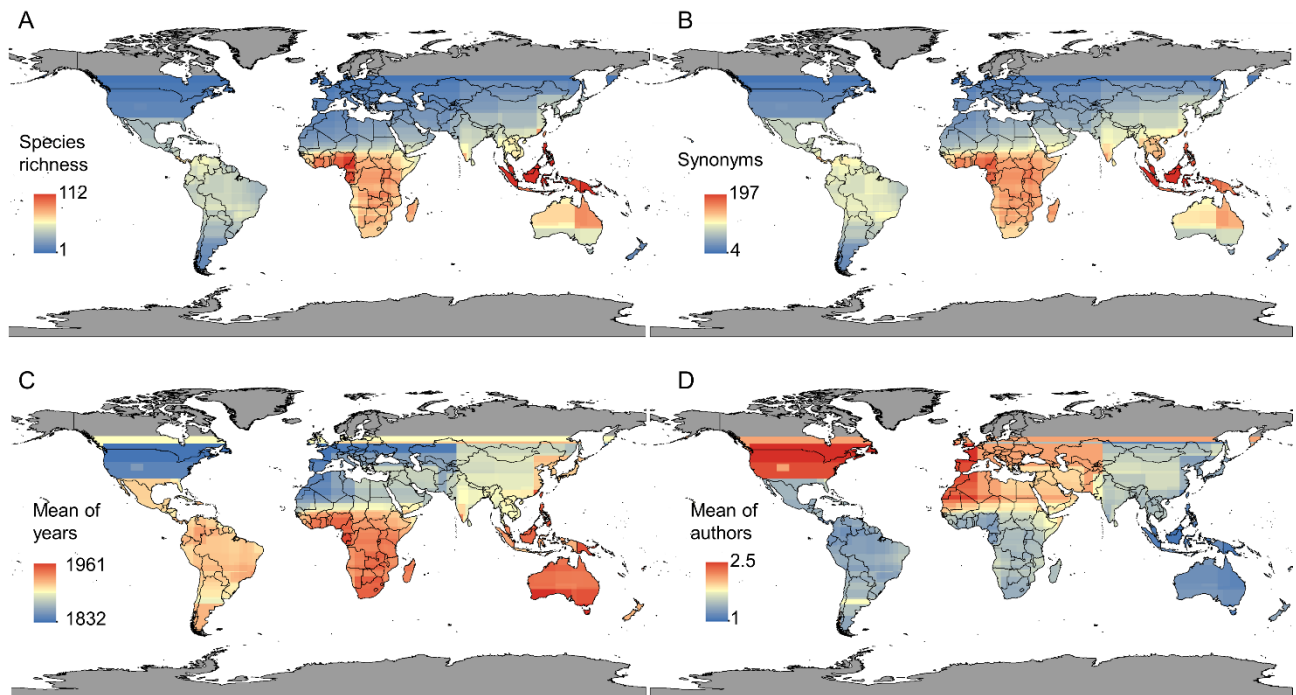 A
B
Species
richness
112
1
Synonyms
197
4
C
D
Mean of
years
1961
1832
Mean of
authors
2.5
1